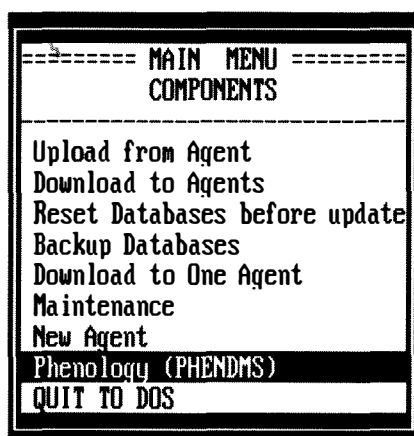 ========= MAIN MENU =========
COMPONENTS
Upload from Agent
Download to Agents
Reset Databases before update
Backup Databases
Download to One Agent
Maintenance
New Agent
Phenology (PHENDMS)
QUIT TO DOS